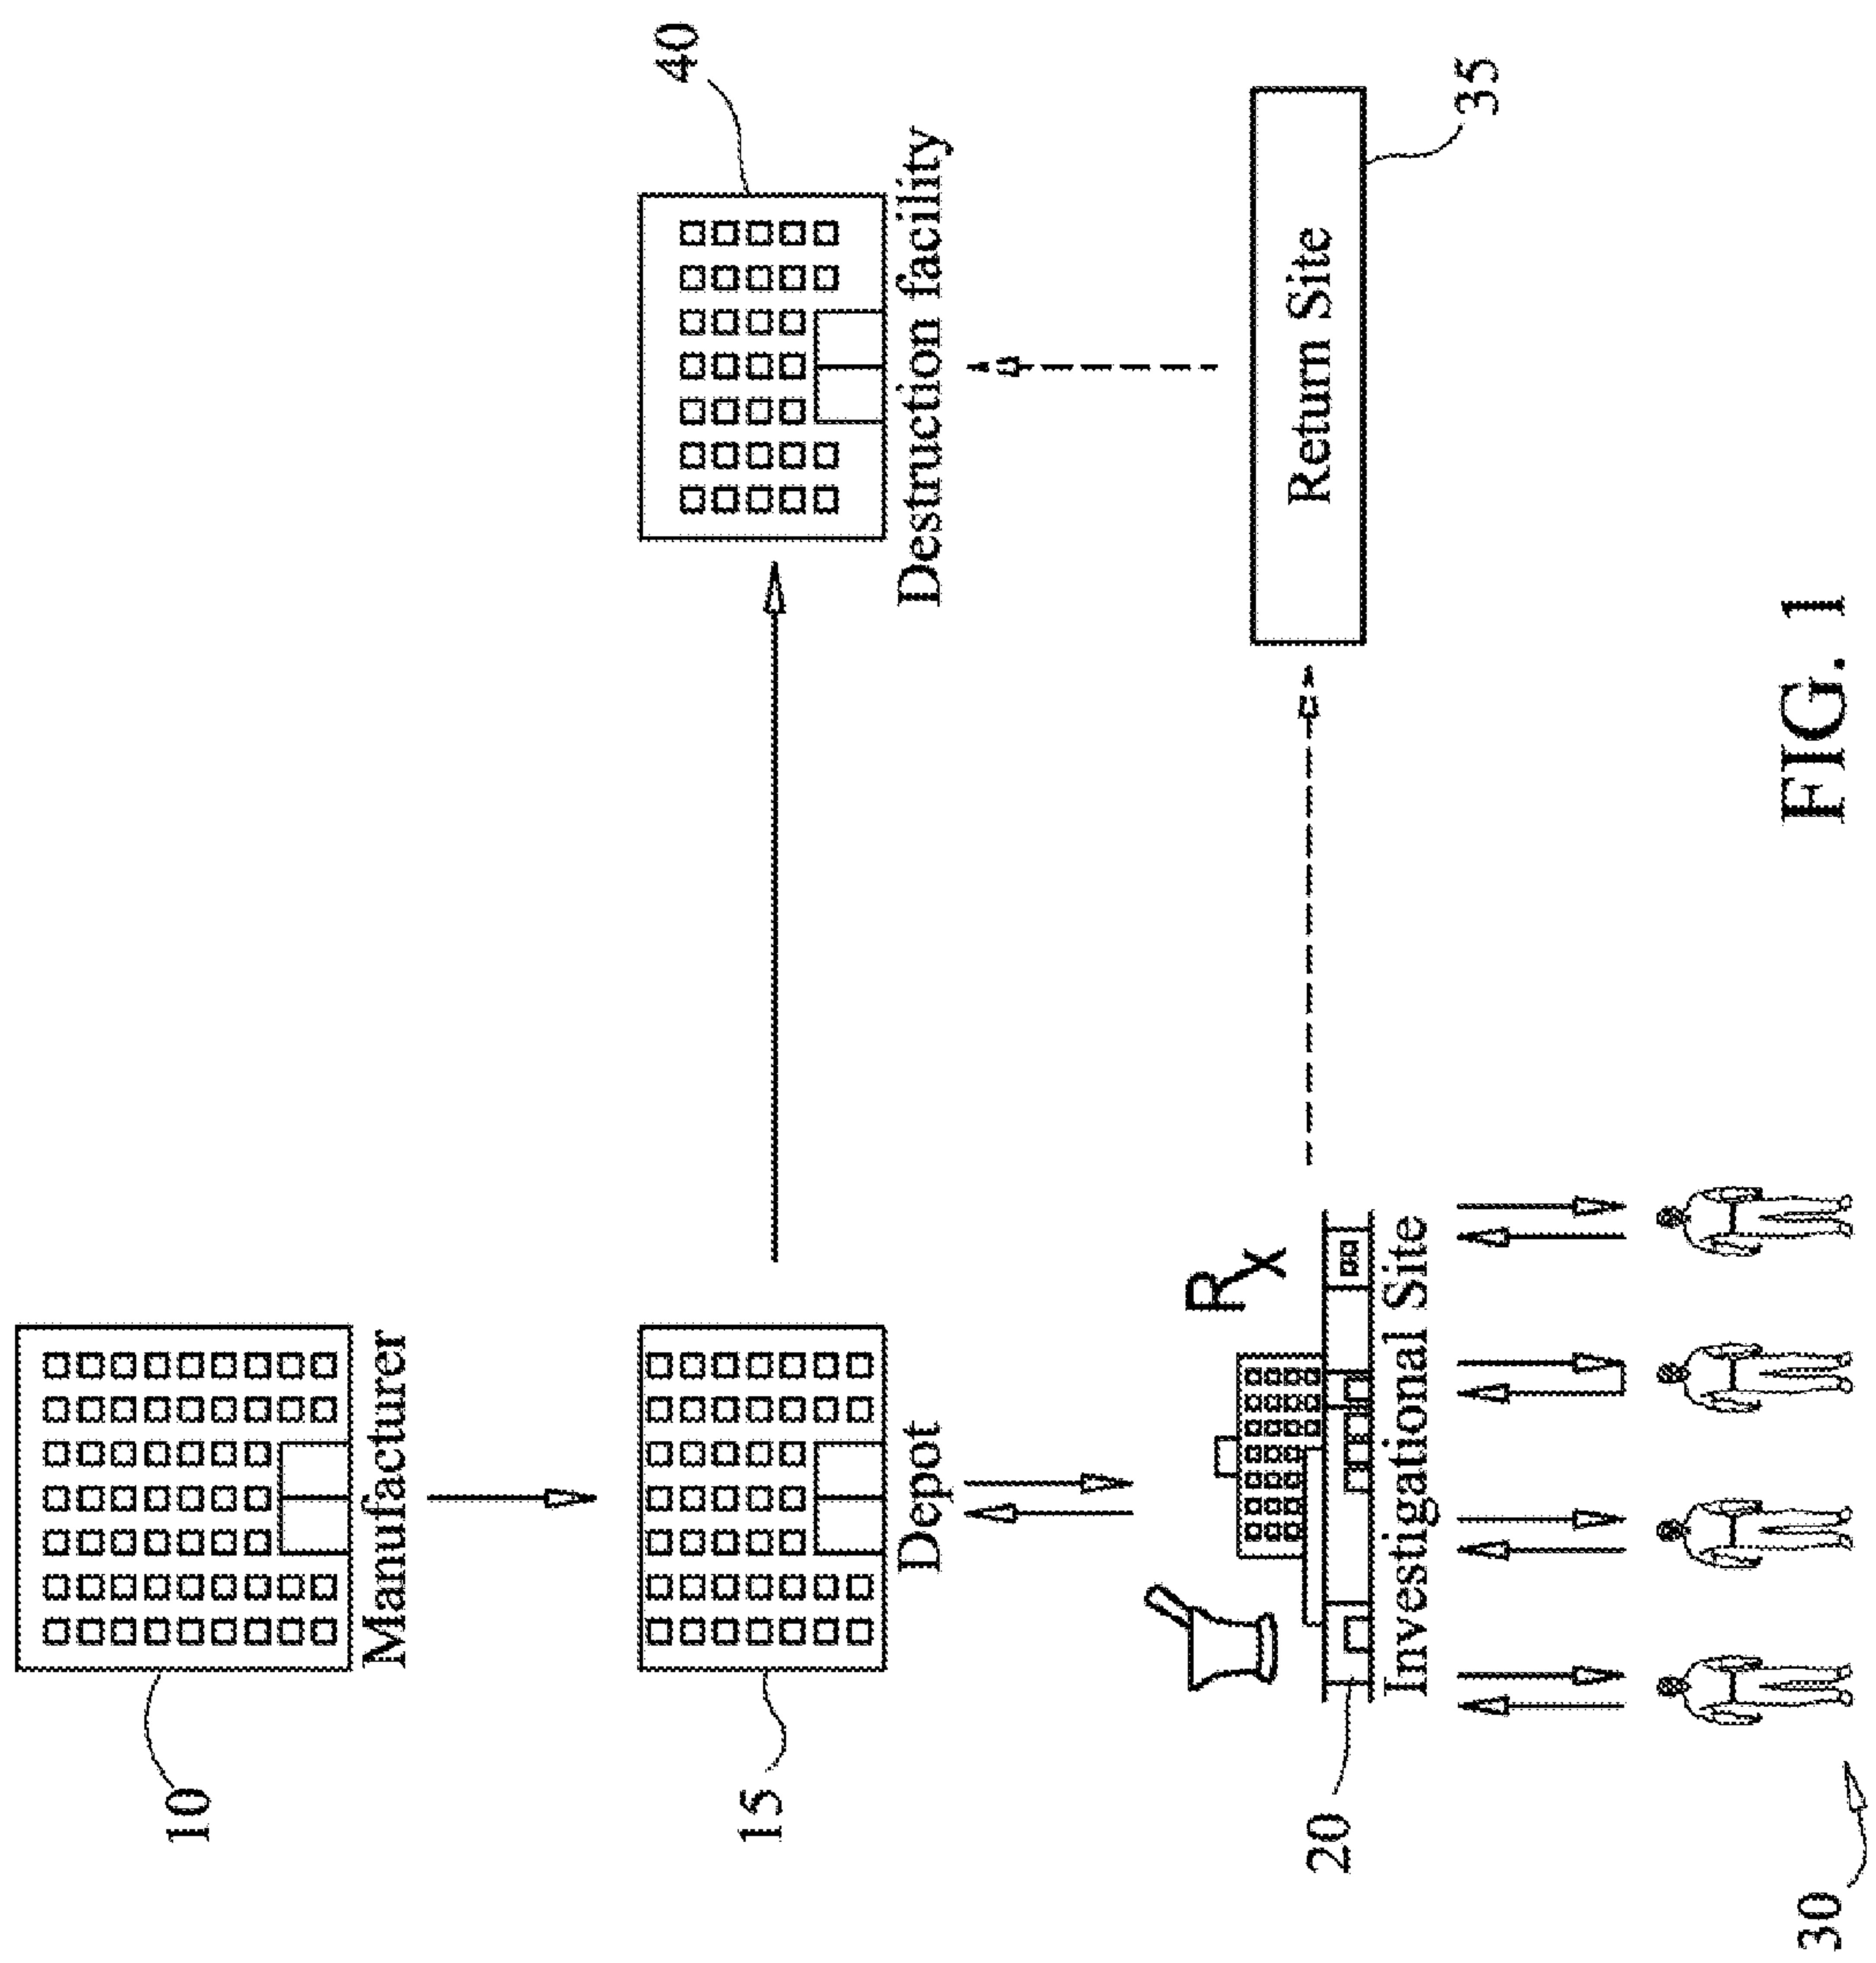 10
Manufacturer
15
Depot
40
Destruction facility
Rx
20
Investigational Site
Return Site
35
30
FIG. 1